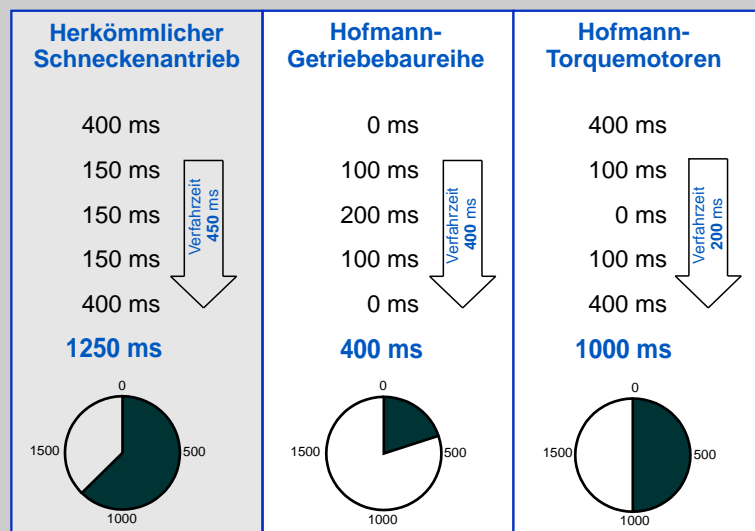 Herkömmlicher
Schneckenantrieb
400 ms
150 ms
150 ms
150 ms
400 ms
Verfahrzeit
450 ms
1250 ms
0
500
1000
1500
Hofmann-
Getriebebaureihe
0 ms
100 ms
200 ms
100 ms
0 ms
Verfahrzeit
400 ms
400 ms
0
500
1000
1500
Hofmann-
Torquemotoren
400 ms
100 ms
0 ms
100 ms
400 ms
Verfahrzeit
200 ms
1000 ms
0
500
1000
1500